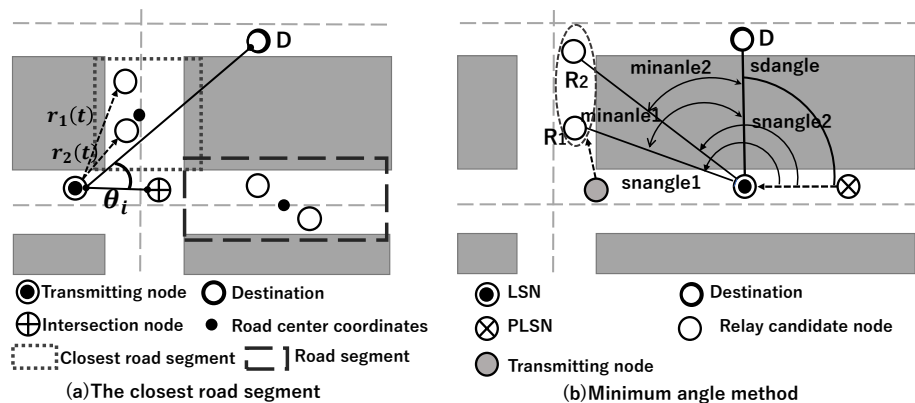 D
r₁(t)
r₂(t)
θᵢ
Transmitting node
Destination
Intersection node
Road center coordinates
Closest road segment
Road segment
(a)The closest road segment
D
R2
minanle2
sdangle
minanle1
R1
snangle2
snangle1
LSN
Destination
PLSN
Relay candidate node
Transmitting node
(b)Minimum angle method